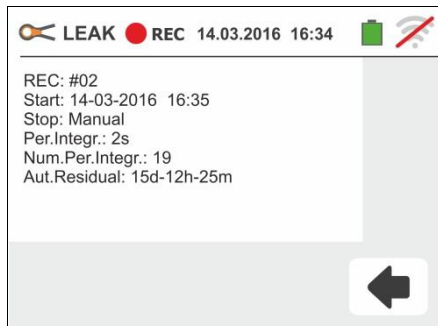 LEAK REC 14.03.2016 16:34
REC: #02
Start: 14-03-2016 16:35
Stop: Manual
Per.Integr.: 2s
Num.Per.Integr.: 19
Aut.Residual: 15d-12h-25m